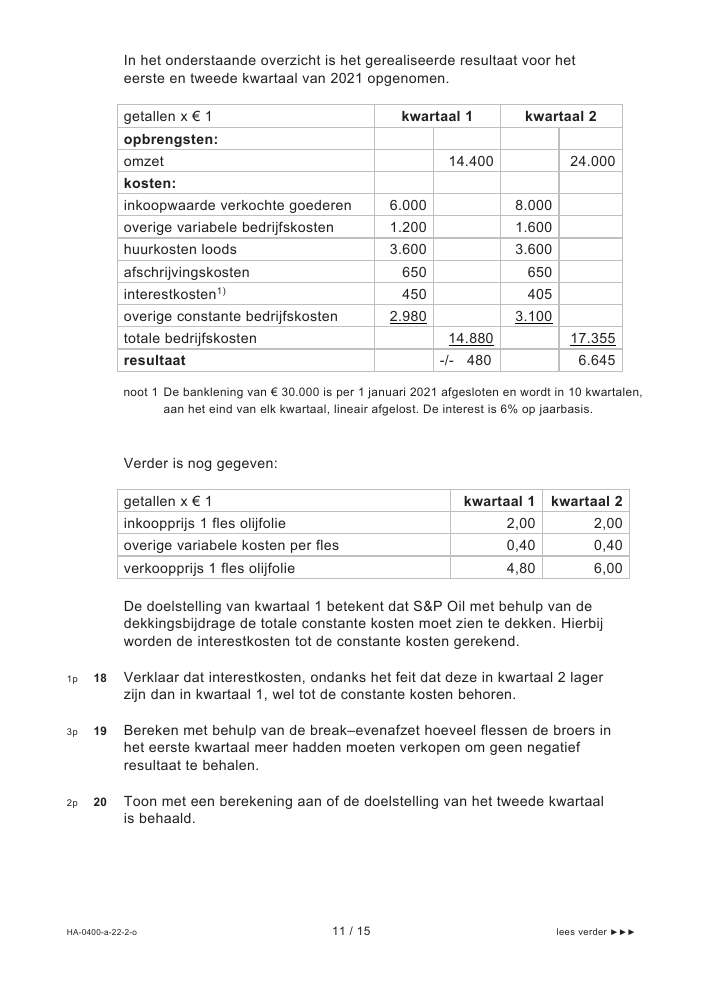 In het onderstaande overzicht is het gerealiseerde resultaat voor het
eerste en tweede kwartaal van 2021 opgenomen.
getallen x € 1 kwartaal 1 kwartaal 2
opbrengsten:
omzet 14.400 24.000
kosten:
inkoopwaarde verkochte goederen 6.000 8.000
overige variabele bedrijfskosten 1.200 1.600
huurkosten loods 3.600 3.600
afschrijvingskosten 650 650
interestkosten1) 450 405
overige constante bedrijfskosten 2.980 3.100
totale bedrijfskosten 14.880 17.355
resultaat -/- 480 6.645
noot 1 De banklening van € 30.000 is per 1 januari 2021 afgesloten en wordt in 10 kwartalen,
aan het eind van elk kwartaal, lineair afgelost. De interest is 6% op jaarbasis.
Verder is nog gegeven:
getallen x € 1 kwartaal 1 kwartaal 2
inkoopprijs 1 fles olijfolie 2,00 2,00
overige variabele kosten per fles 0,40 0,40
verkoopprijs 1 fles olijfolie 4,80 6,00
De doelstelling van kwartaal 1 betekent dat S&P Oil met behulp van de
dekkingsbijdrage de totale constante kosten moet zien te dekken. Hierbij
worden de interestkosten tot de constante kosten gerekend.
1p 18 Verklaar dat interestkosten, ondanks het feit dat deze in kwartaal 2 lager
zijn dan in kwartaal 1, wel tot de constante kosten behoren.
3p 19 Bereken met behulp van de break–evenafzet hoeveel flessen de broers in
het eerste kwartaal meer hadden moeten verkopen om geen negatief
resultaat te behalen.
2p 20 Toon met een berekening aan of de doelstelling van het tweede kwartaal
is behaald.
HA-0400-a-22-2-o 11 / 15 lees verder ►►►